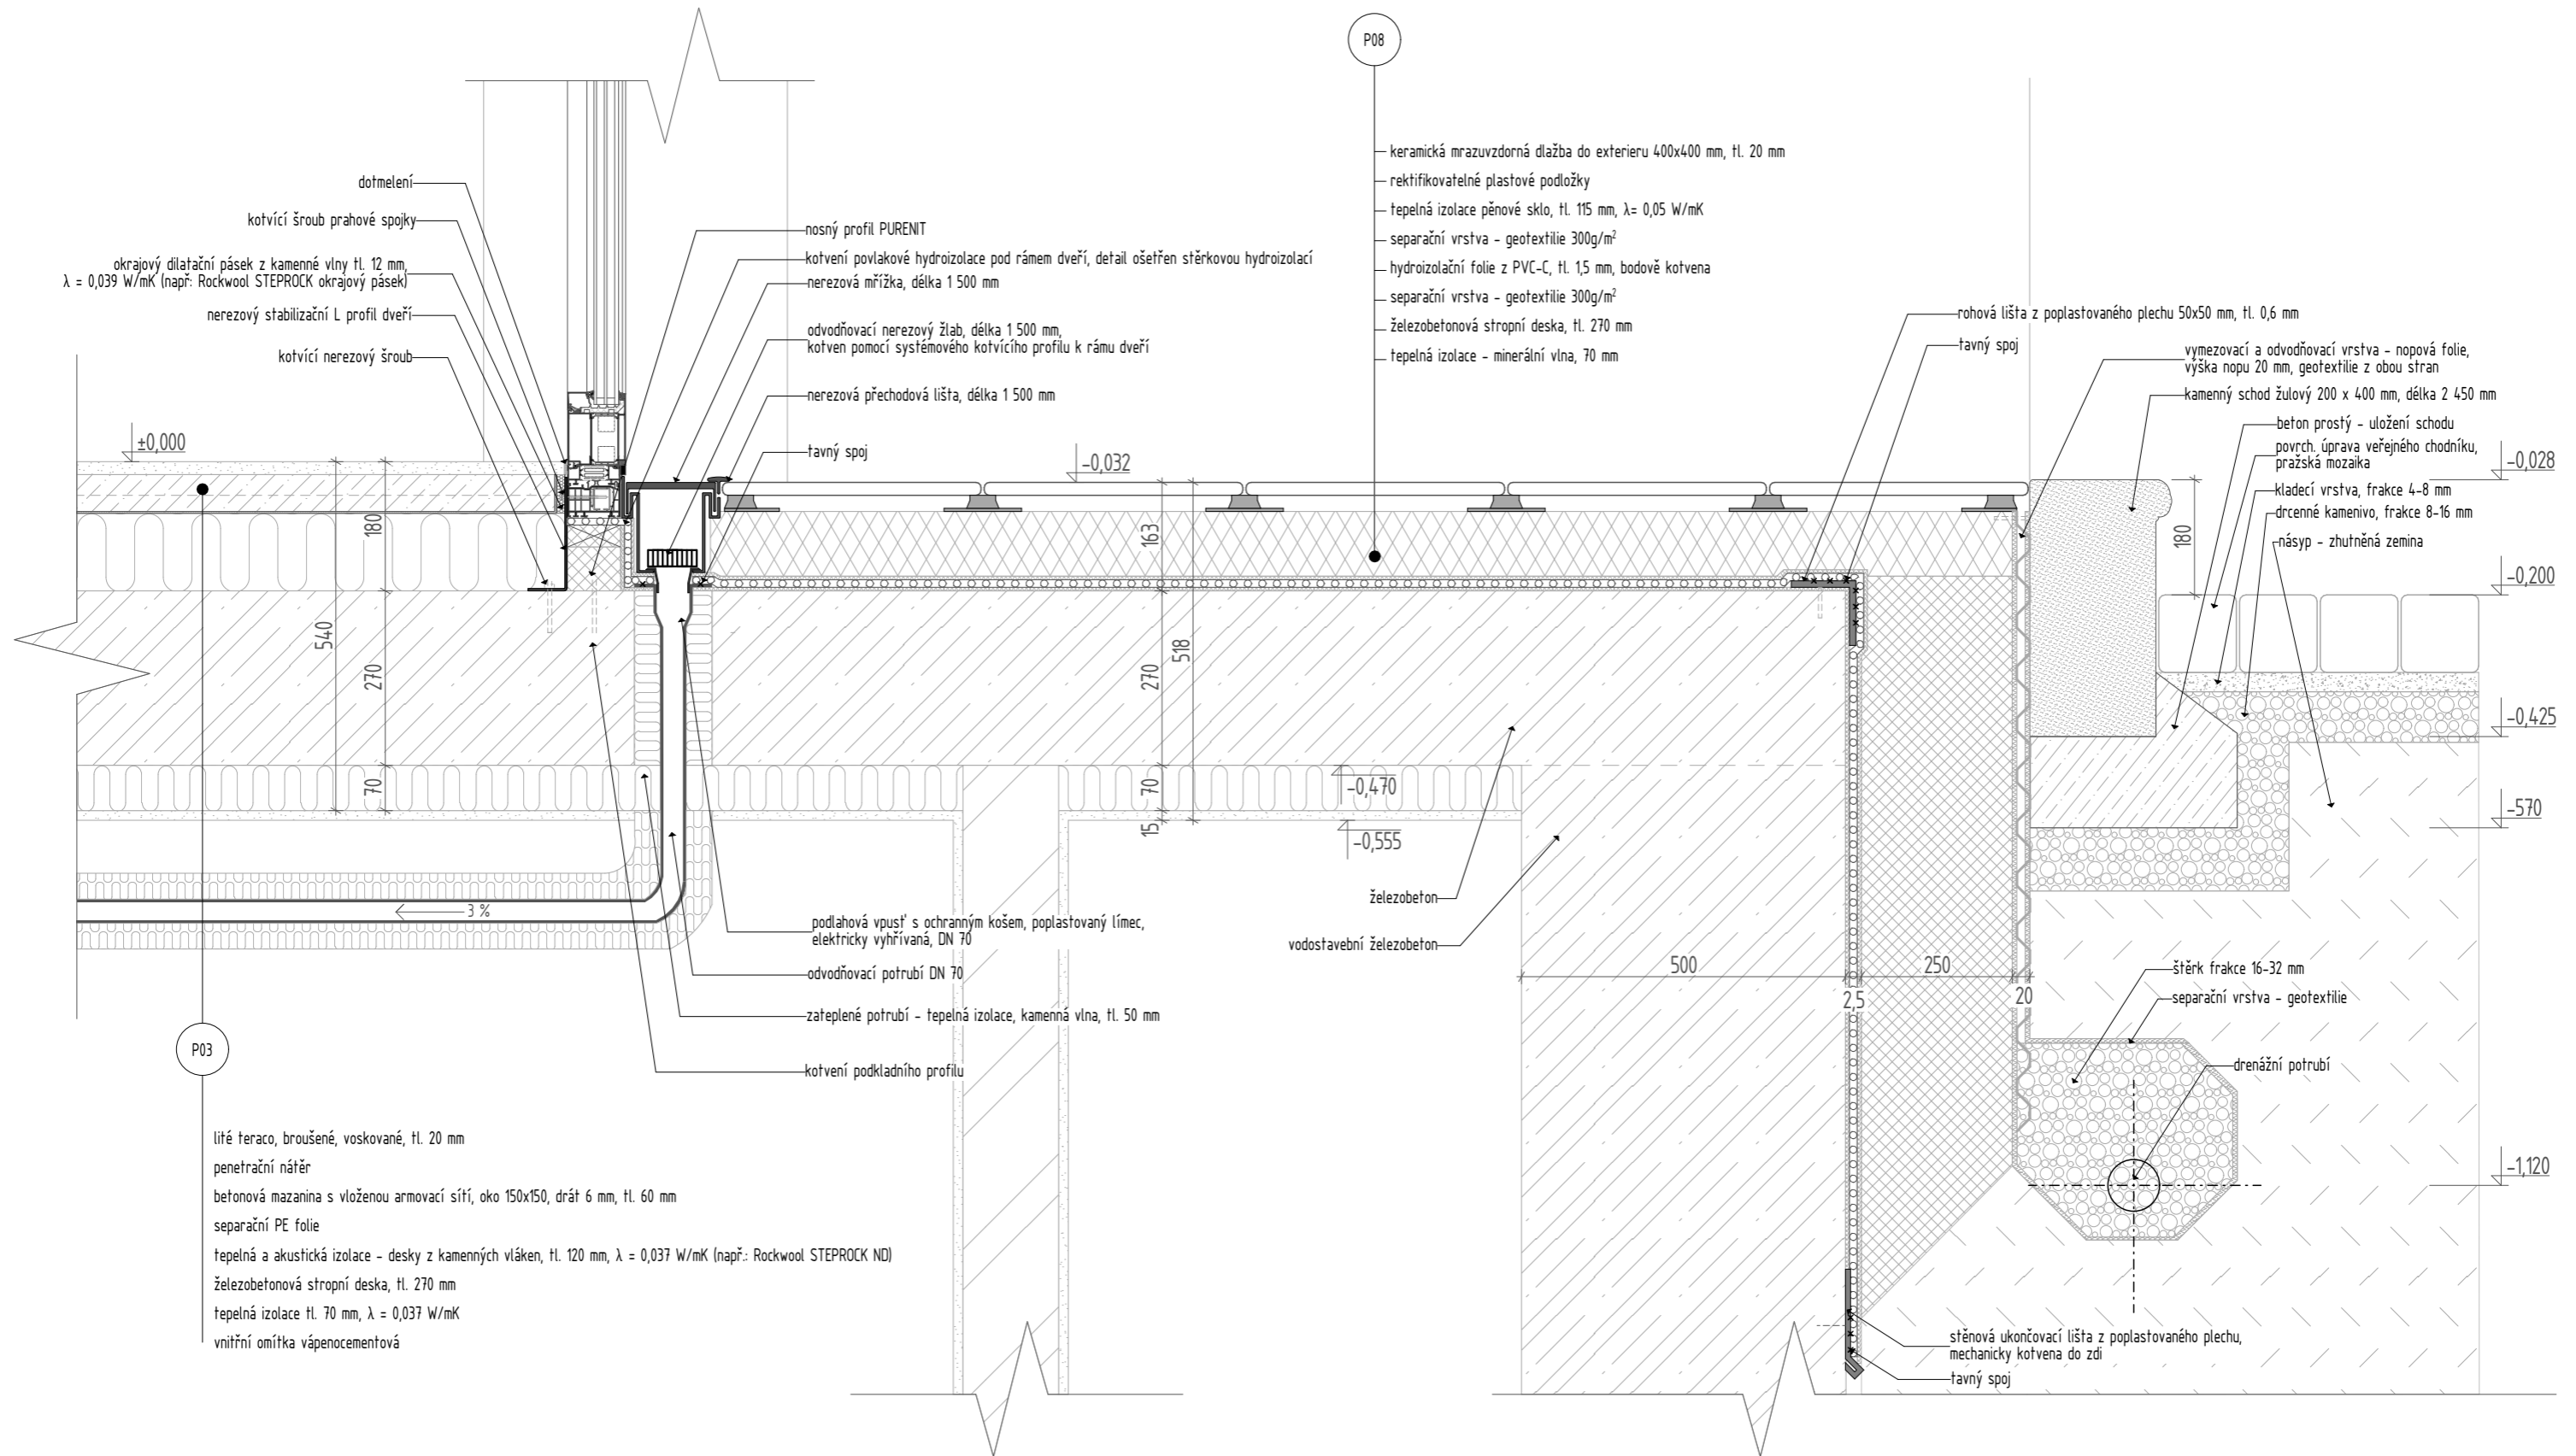 P08
keramická mrazuvzdorná dlažba do exterieru 400x400 mm, tl. 20 mm
rektifikovatelné plastové podložky
tepelná izolace pěnové sklo, tl. 115 mm, λ= 0,05 W/mK
separační vrstva - geotextilie 300g/m²
hydroizolační folie z PVC-C, tl. 1,5 mm, bodově kotvena
separační vrstva - geotextilie 300g/m²
železobetonová stropní deska, tl. 270 mm
tepelná izolace - minerální vlna, 70 mm
dotmelení
kotvící šroub prahové spojky
okrajový dilatační pásek z kamenné vlny tl. 12 mm,
λ = 0,039 W/mK (např: Rockwool STEPROCK okrajový pásek)
nerezový stabilizační L profil dveří
kotvící nerezový šroub
nosný profil PURENIT
kotvení povlakové hydroizolace pod rámem dveří, detail ošetřen stěrkovou hydroizolací
nerezová mřížka, délka 1 500 mm
odvodňovací nerezový žlab, délka 1 500 mm,
kotven pomocí systémového kotvícího profilu k rámu dveří
nerezová přechodová lišta, délka 1 500 mm
tavný spoj
rohová lišta z poplastovaného plechu 50x50 mm, tl. 0,6 mm
tavný spoj
vymezovací a odvodňovací vrstva - nopová folie,
výška nopu 20 mm, geotextilie z obou stran
kamenný schod žulový 200 x 400 mm, délka 2 450 mm
beton prostý - uložení schodu
povrch. úprava veřejného chodníku,
pražská mozaika
kladecí vrstva, frakce 4-8 mm
drcenné kamenivo, frakce 8-16 mm
násyp - zhutněná zemina
±0,000
-0,032
-0,028
-0,200
-0,425
-570
-1,120
-0,470
-0,555
180
540
270
70
163
518
270
70
15
180
500
2,5
250
20
3 %
železobeton
vodostavební železobeton
podlahová vpusť s ochranným košem, poplastovaný límec,
elektricky vyhřívaná, DN 70
odvodňovací potrubí DN 70
zateplené potrubí - tepelná izolace, kamenná vlna, tl. 50 mm
kotvení podkladního profilu
štěrk frakce 16-32 mm
separační vrstva - geotextilie
drenážní potrubí
stěnová ukončovací lišta z poplastovaného plechu,
mechanicky kotvena do zdi
tavný spoj
P03
lité teraco, broušené, voskované, tl. 20 mm
penetrační nátěr
betonová mazanina s vloženou armovací sítí, oko 150x150, drát 6 mm, tl. 60 mm
separační PE folie
tepelná a akustická izolace - desky z kamenných vláken, tl. 120 mm, λ = 0,037 W/mK (např.: Rockwool STEPROCK ND)
železobetonová stropní deska, tl. 270 mm
tepelná izolace tl. 70 mm, λ = 0,037 W/mK
vnitřní omítka vápenocementová